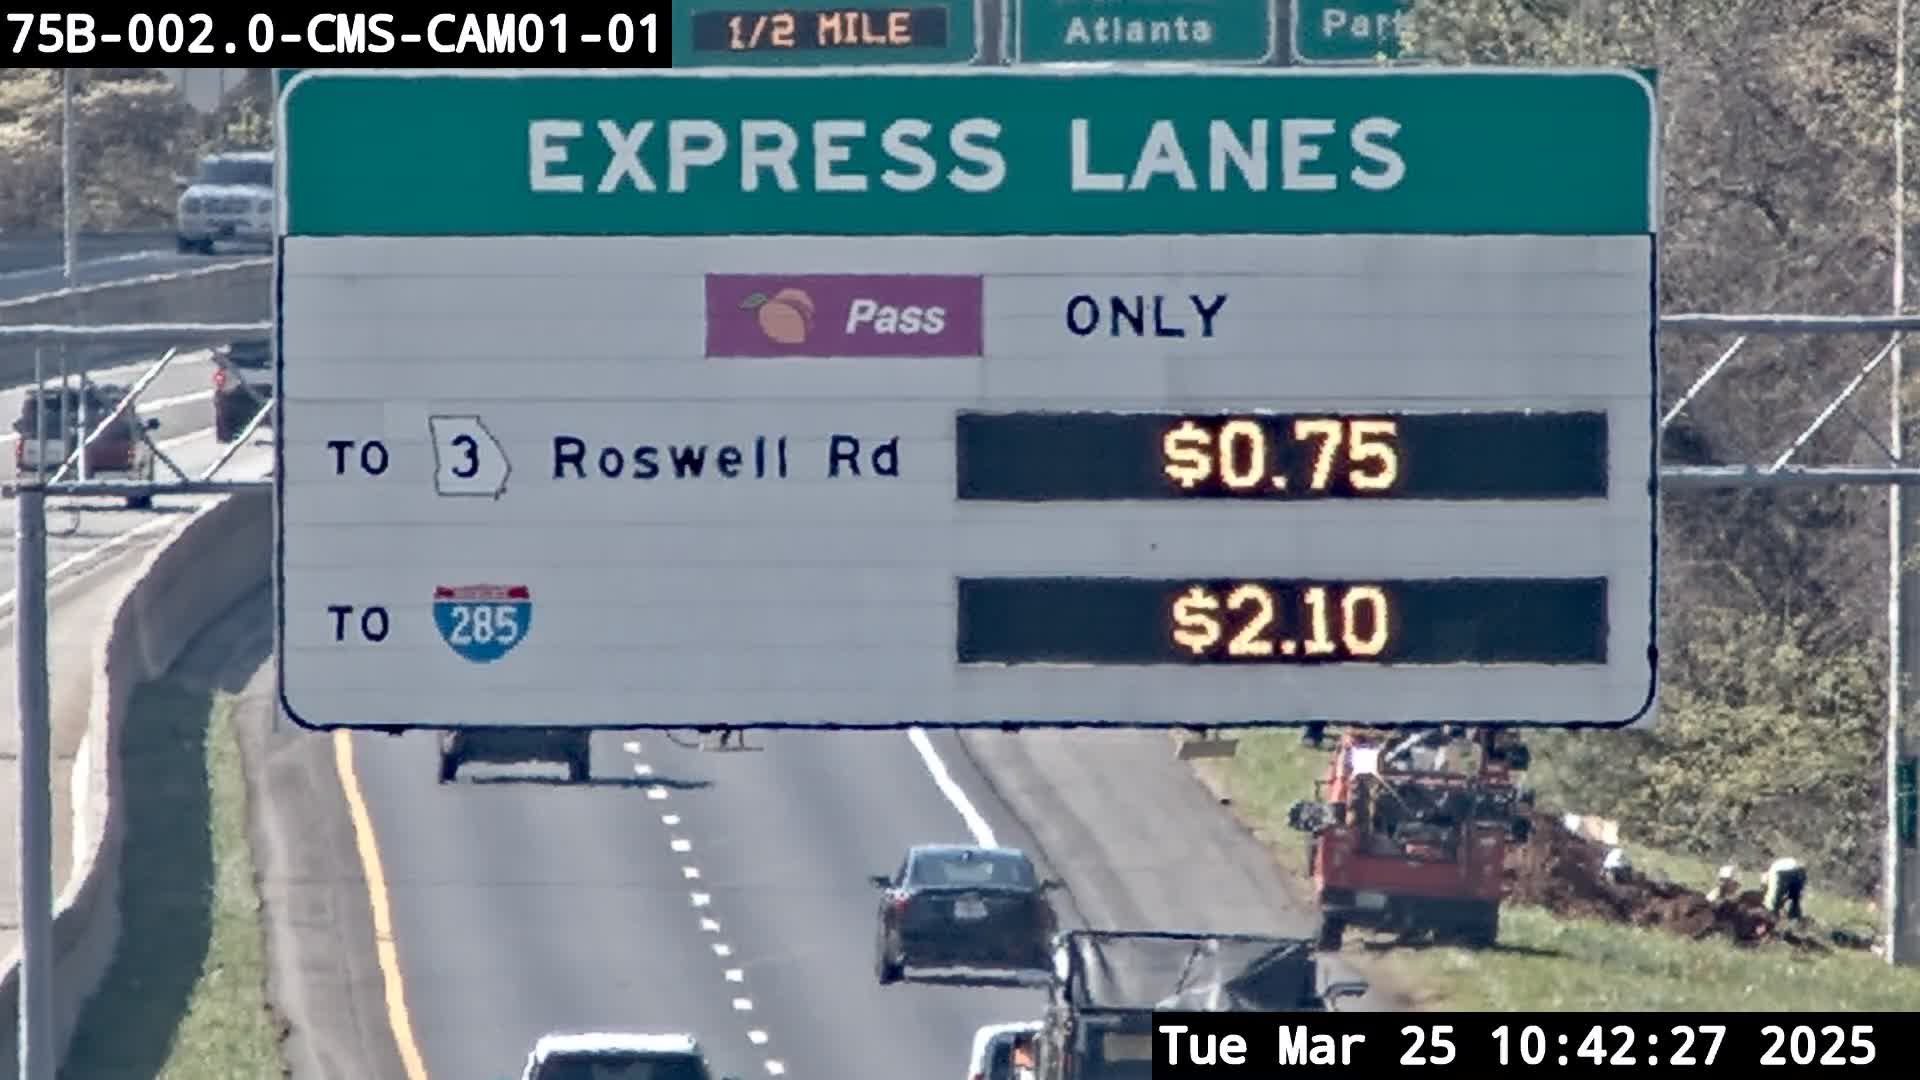 75B-002.0-CMS-CAM01-01
1/2 MILE
Atlanta
EXPRESS LANES
Pass ONLY
TO 3 Roswell Rd $0.75
TO 285 $2.10
Tue Mar 25 10:42:27 2025